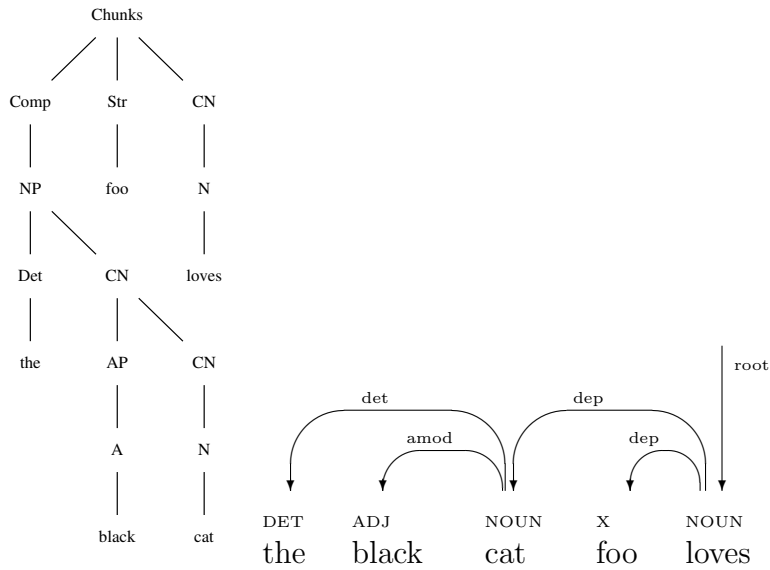 Chunks
Comp Str CN
NP foo N
Det CN loves
the AP CN
root
det dep
A N
amod dep
DET ADJ NOUN X NOUN
black cat
the black cat foo loves